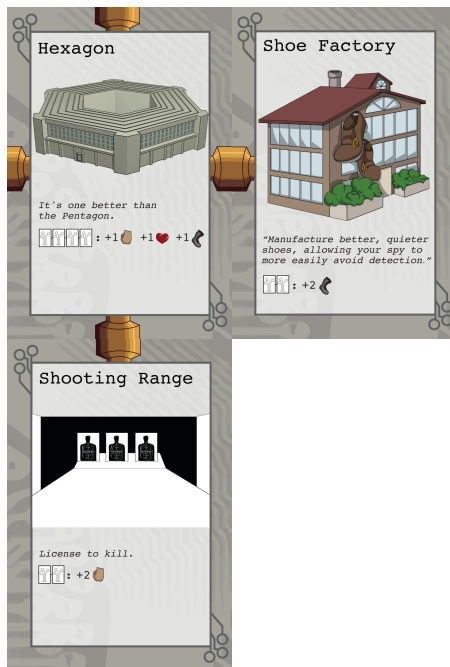 Hexagon
It's one better than
the Pentagon.
: +1 +1 +1
Shoe Factory
"Manufacture better, quieter
shoes, allowing your spy to
more easily avoid detection."
: +2
Shooting Range
License to kill.
: +2